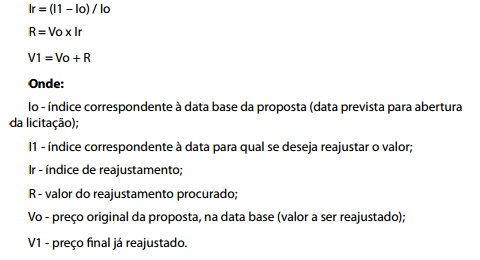 Ir = (I1 – Io) / Io
R = Vo x Ir
V1 = Vo + R
Onde:
Io - índice correspondente à data base da proposta (data prevista para abertura
da licitação);
I1 - índice correspondente à data para qual se deseja reajustar o valor;
Ir - índice de reajustamento;
R - valor do reajustamento procurado;
Vo - preço original da proposta, na data base (valor a ser reajustado);
V1 - preço final já reajustado.